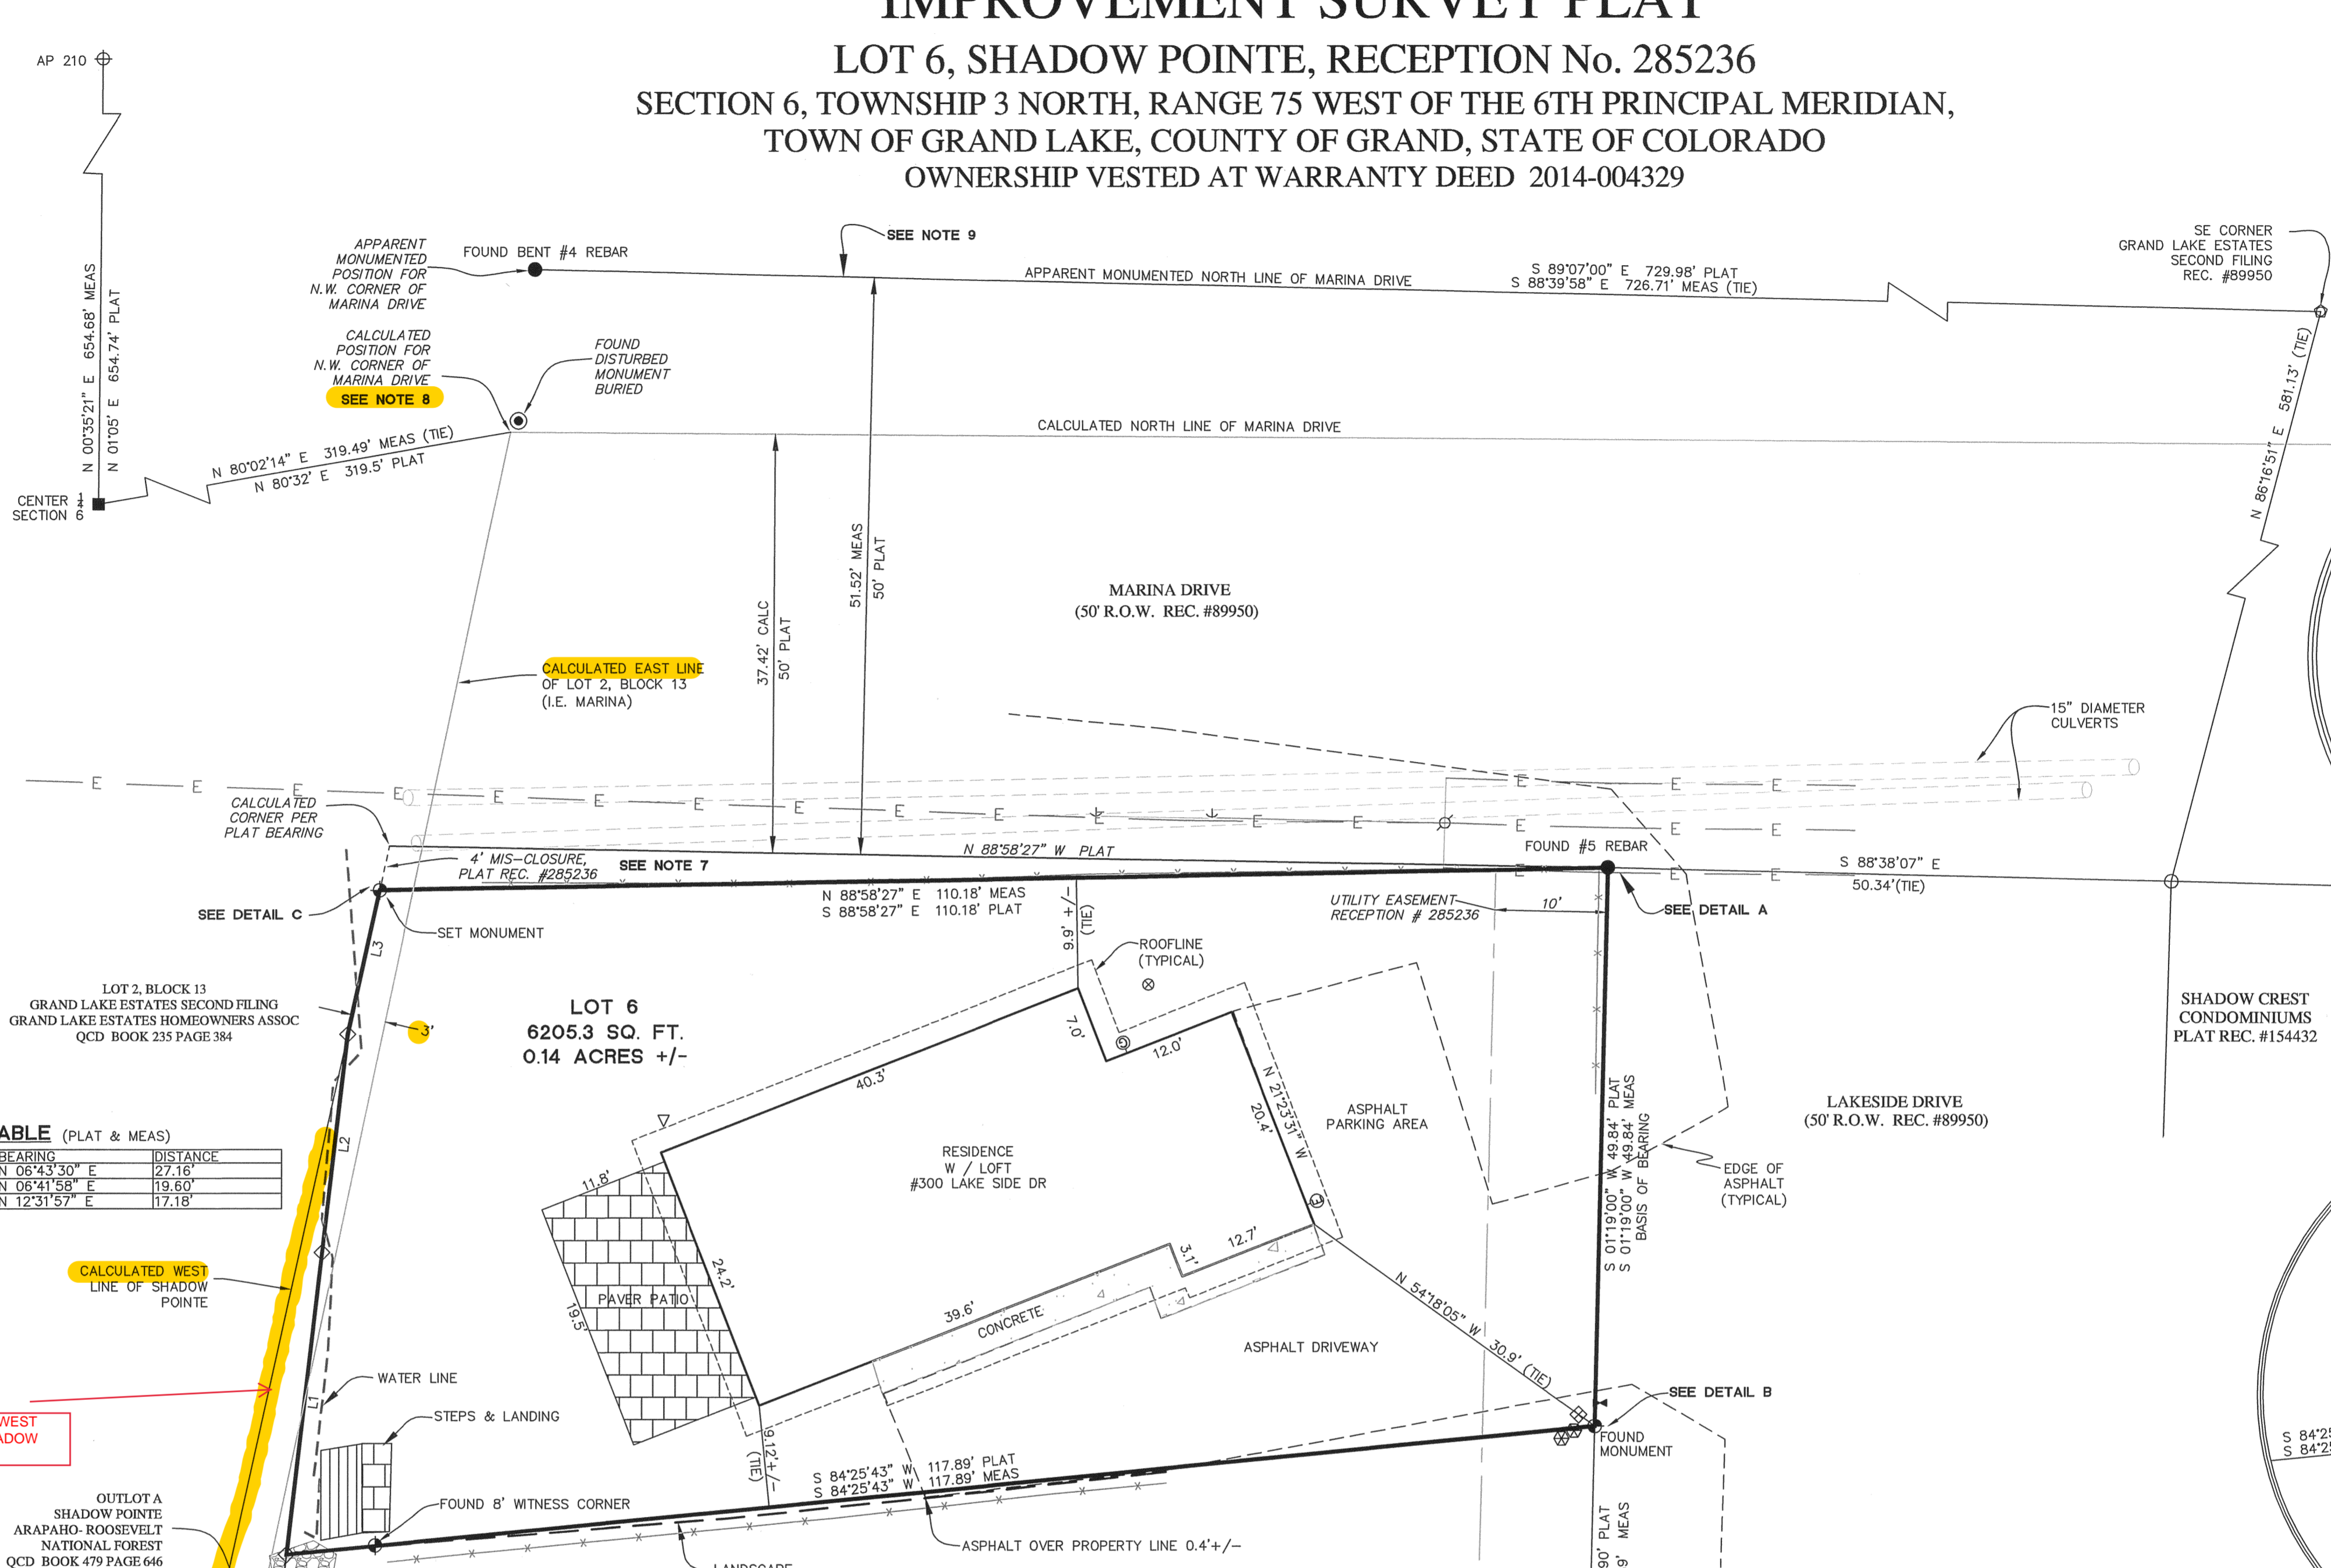 IMPROVEMENT SURVEY PLAT
LOT 6, SHADOW POINTE, RECEPTION No. 285236
SECTION 6, TOWNSHIP 3 NORTH, RANGE 75 WEST OF THE 6TH PRINCIPAL MERIDIAN,
TOWN OF GRAND LAKE, COUNTY OF GRAND, STATE OF COLORADO
OWNERSHIP VESTED AT WARRANTY DEED 2014-004329
AP 210
N 00°35'21" E 654.68' MEAS
N 01°05' E 654.74' PLAT
CENTER 1/4
SECTION 6
APPARENT
MONUMENTED
POSITION FOR
N.W. CORNER OF
MARINA DRIVE
FOUND BENT #4 REBAR
SEE NOTE 9
APPARENT MONUMENTED NORTH LINE OF MARINA DRIVE
S 89°07'00" E 729.98' PLAT
S 88°39'58" E 726.71' MEAS (TIE)
SE CORNER
GRAND LAKE ESTATES
SECOND FILING
REC. #89950
CALCULATED
POSITION FOR
N.W. CORNER OF
MARINA DRIVE
SEE NOTE 8
FOUND
DISTURBED
MONUMENT
BURIED
N 86°16'51" E 581.13' (TIE)
CALCULATED NORTH LINE OF MARINA DRIVE
N 80°02'14" E 319.49' MEAS (TIE)
N 80°32' E 319.5' PLAT
37.42' CALC
50' PLAT
51.52' MEAS
50' PLAT
MARINA DRIVE
(50' R.O.W. REC. #89950)
CALCULATED EAST LINE
OF LOT 2, BLOCK 13
(I.E. MARINA)
15" DIAMETER
CULVERTS
E E E E E E E E E E E E E E E E E E E E E
CALCULATED
CORNER PER
PLAT BEARING
4' MIS-CLOSURE,
PLAT REC. #285236
SEE NOTE 7
N 88°58'27" W PLAT
FOUND #5 REBAR
S 88°38'07" E
50.34'(TIE)
N 88°58'27" E 110.18' MEAS
S 88°58'27" E 110.18' PLAT
UTILITY EASEMENT
RECEPTION # 285236
10'
SEE DETAIL A
SEE DETAIL C
SET MONUMENT
L3
9.9' +/-
(TIE)
ROOFLINE
(TYPICAL)
LOT 2, BLOCK 13
GRAND LAKE ESTATES SECOND FILING
GRAND LAKE ESTATES HOMEOWNERS ASSOC
QCD BOOK 235 PAGE 384
3'
LOT 6
6205.3 SQ. FT.
0.14 ACRES +/-
SHADOW CREST
CONDOMINIUMS
PLAT REC. #154432
7.0'
G
12.0'
40.3'
N 21°23'31" W
20.4'
E
ASPHALT
PARKING AREA
S 01°19'00" W 49.84' PLAT
S 01°19'00" W 49.84' MEAS
BASIS OF BEARING
LAKESIDE DRIVE
(50' R.O.W. REC. #89950)
ABLE (PLAT & MEAS)
BEARING DISTANCE
N 06°43'30" E 27.16'
N 06°41'58" E 19.60'
N 12°31'57" E 17.18'
L2
RESIDENCE
W / LOFT
#300 LAKE SIDE DR
EDGE OF
ASPHALT
(TYPICAL)
11.8'
24.2'
PAVER PATIO
19.5'
12.7'
3.1'
39.6'
CONCRETE
CALCULATED WEST
LINE OF SHADOW
POINTE
N 54°18'05" W 30.9' (TIE)
ASPHALT DRIVEWAY
WATER LINE
L1
SEE DETAIL B
WEST
ADOW
STEPS & LANDING
9.12'+/-
(TIE)
FOUND
MONUMENT
S 84°25'43" W 117.89' PLAT
S 84°25'43" W 117.89' MEAS
S 84°25
S 84°2
OUTLOT A
SHADOW POINTE
ARAPAHO- ROOSEVELT
NATIONAL FOREST
QCD BOOK 479 PAGE 646
FOUND 8' WITNESS CORNER
ASPHALT OVER PROPERTY LINE 0.4'+/-
90' PLAT
9' MEAS
LANDSCAPE